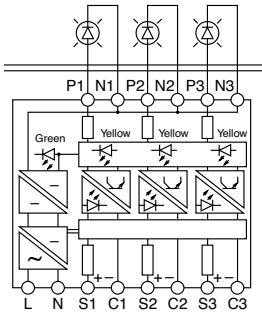 P1 N1 P2 N2 P3 N3
Green Yellow Yellow Yellow
+ − + − + −
L N S1 C1 S2 C2 S3 C3